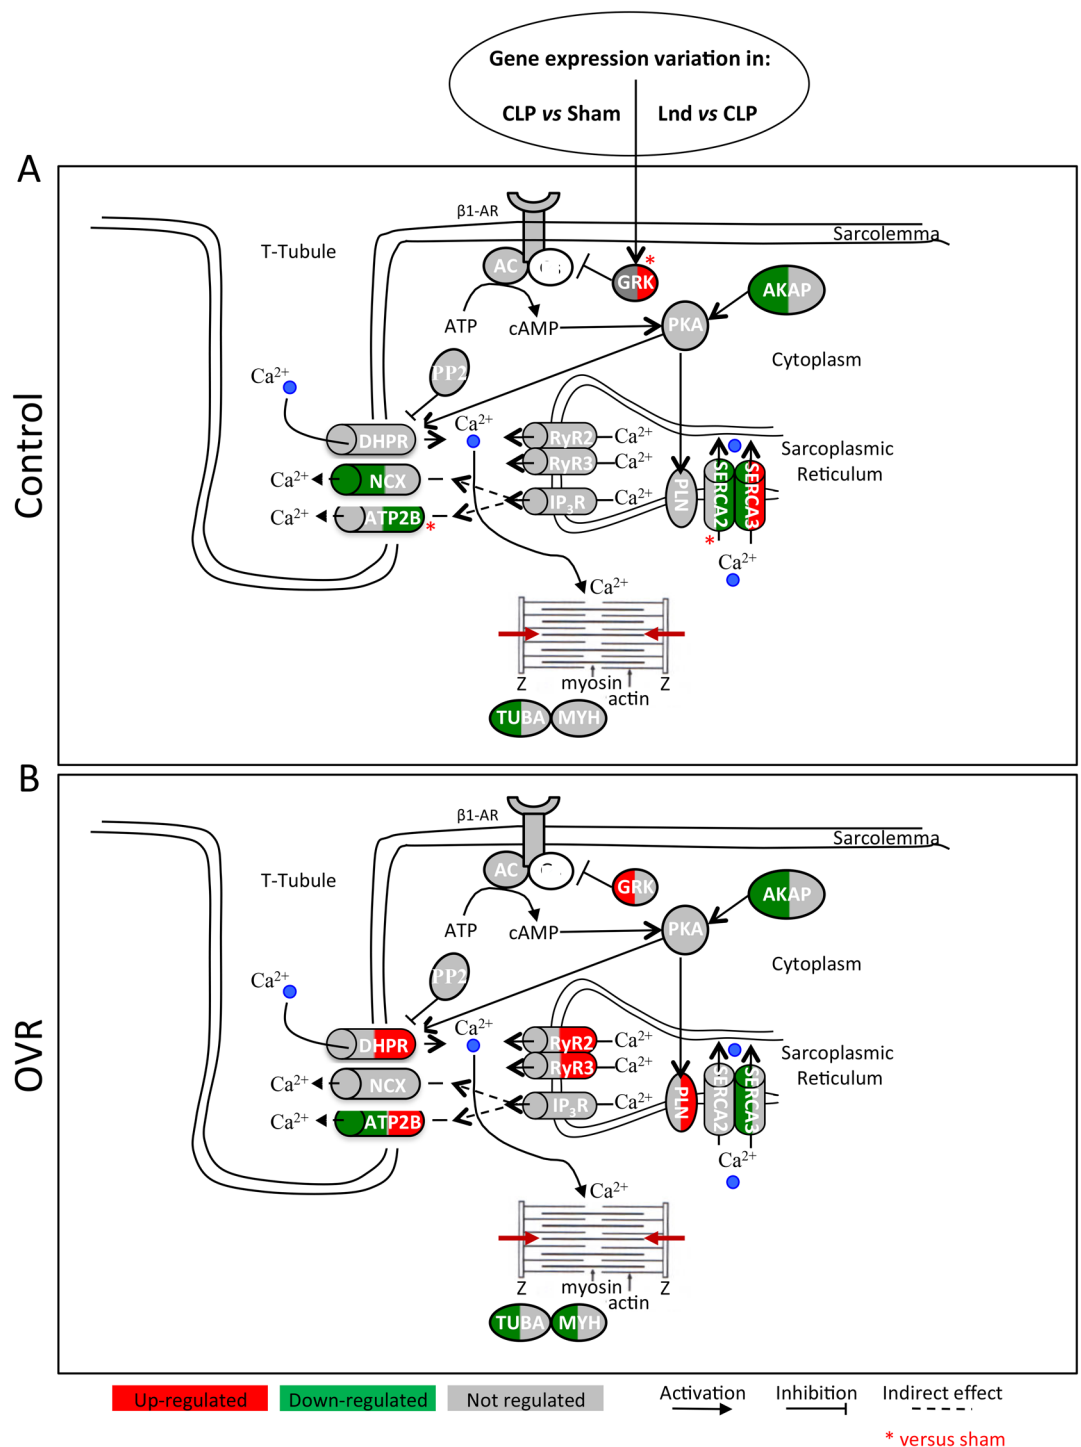 Gene expression variation in:
CLP vs Sham
Lnd vs CLP
A
Control
β1-AR
Sarcolemma
T-Tubule
AC
*
GRK
AKAP
ATP
cAMP
PKA
Cytoplasm
PP2
Ca2+
Ca2+
DHPR
RyR2
Ca2+
Sarcoplasmic
Reticulum
RyR3
Ca2+
Ca2+
NCX
IP3R
Ca2+
PLN
SERCA2
SERCA3
Ca2+
ATP2B
*
*
Ca2+
Ca2+
Z
myosin
actin
Z
TUBA
MYH
B
OVR
β1-AR
Sarcolemma
T-Tubule
AC
GRK
AKAP
ATP
cAMP
PKA
Cytoplasm
PP2
Ca2+
Ca2+
DHPR
RyR2
Ca2+
Sarcoplasmic
Reticulum
RyR3
Ca2+
Ca2+
NCX
IP3R
Ca2+
PLN
SERCA2
SERCA3
Ca2+
ATP2B
Ca2+
Ca2+
Z
myosin
actin
Z
TUBA
MYH
Up-regulated
Down-regulated
Not regulated
Activation
Inhibition
Indirect effect
* versus sham